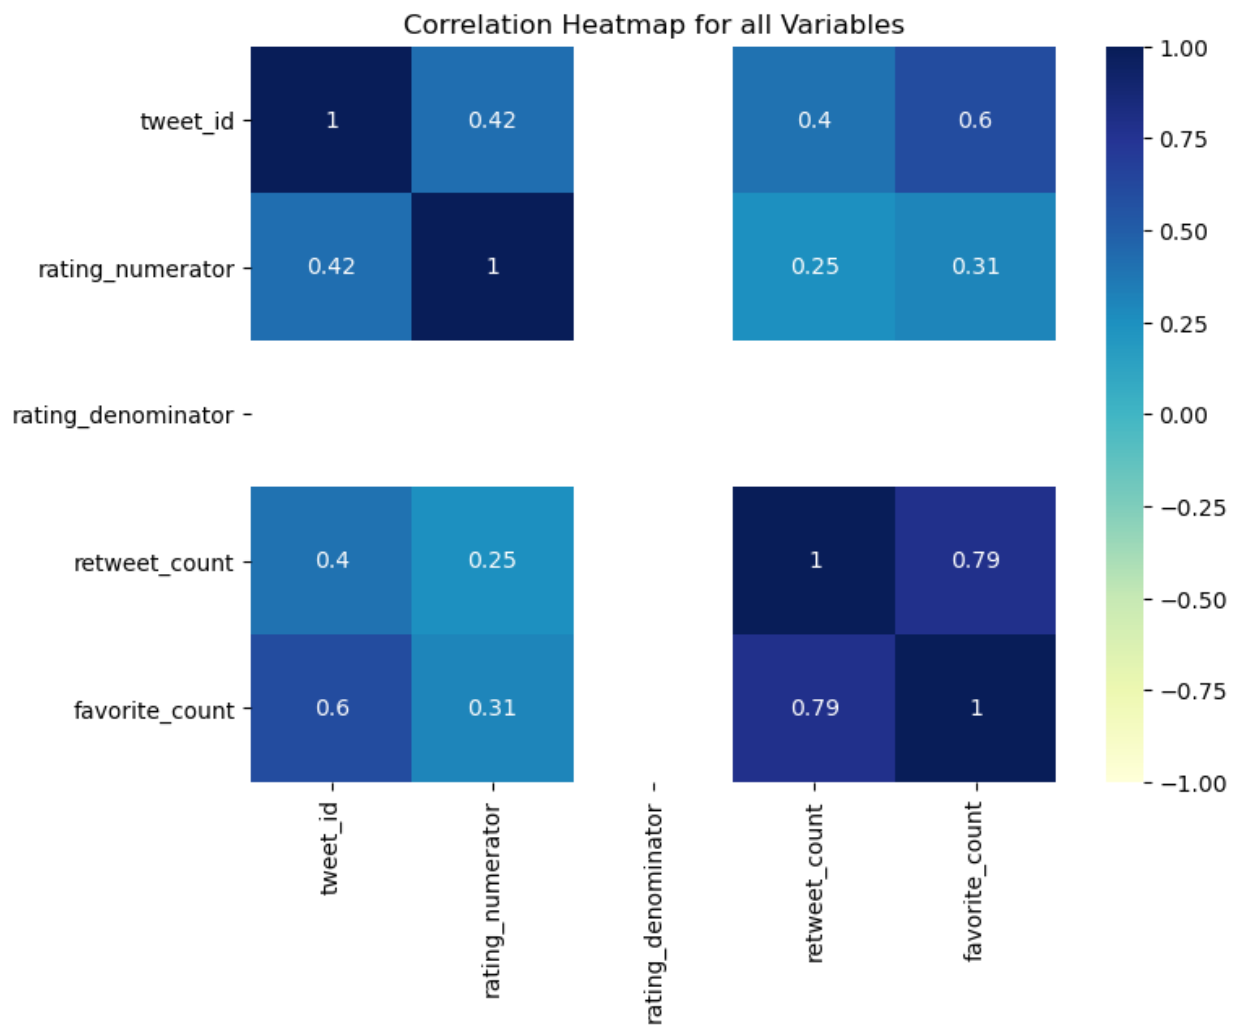 Correlation Heatmap for all Variables
tweet_id 1 0.42 0.4 0.6
rating_numerator 0.42 1 0.25 0.31
rating_denominator
retweet_count 0.4 0.25 1 0.79
favorite_count 0.6 0.31 0.79 1
tweet_id
rating_numerator
rating_denominator
retweet_count
favorite_count
1.00
0.75
0.50
0.25
0.00
−0.25
−0.50
−0.75
−1.00